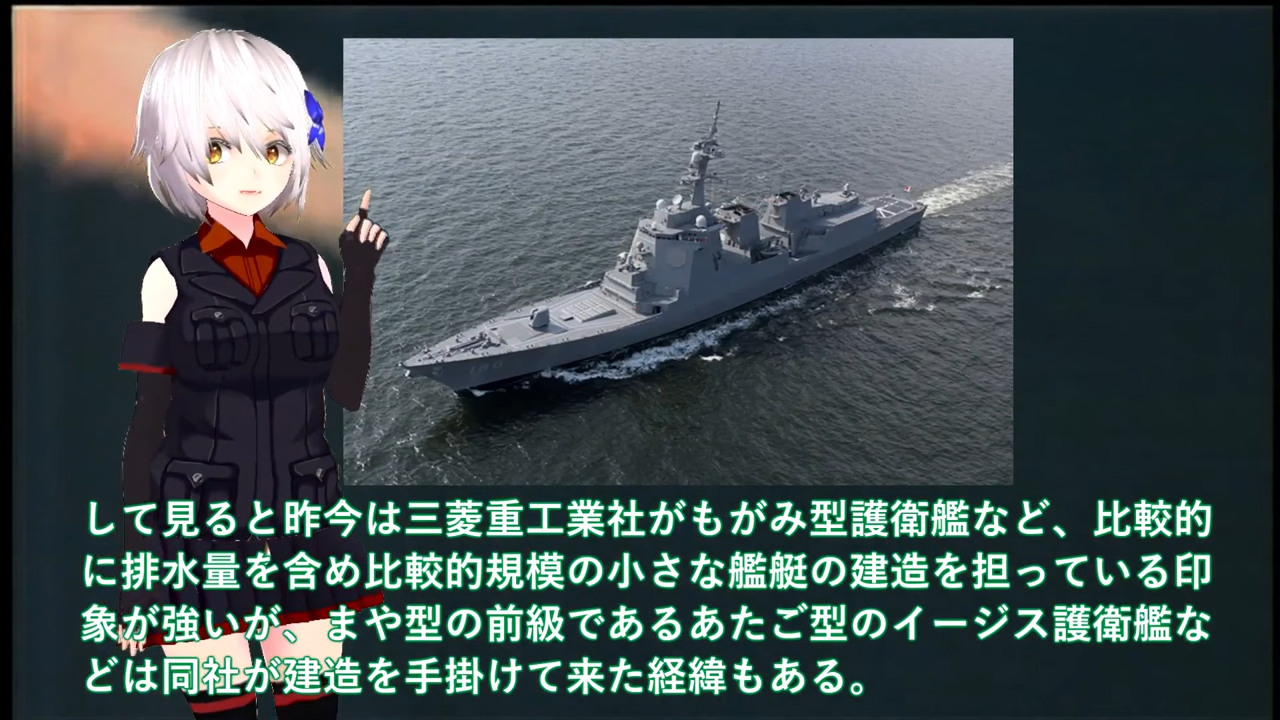 して見ると昨今は三菱重工業社がもがみ型護衛艦など、比較的
に排水量を含め比較的規模の小さな艦艇の建造を担っている印
象が強いが、まや型の前級であるあたご型のイージス護衛艦な
どは同社が建造を手掛けて来た経緯もある。